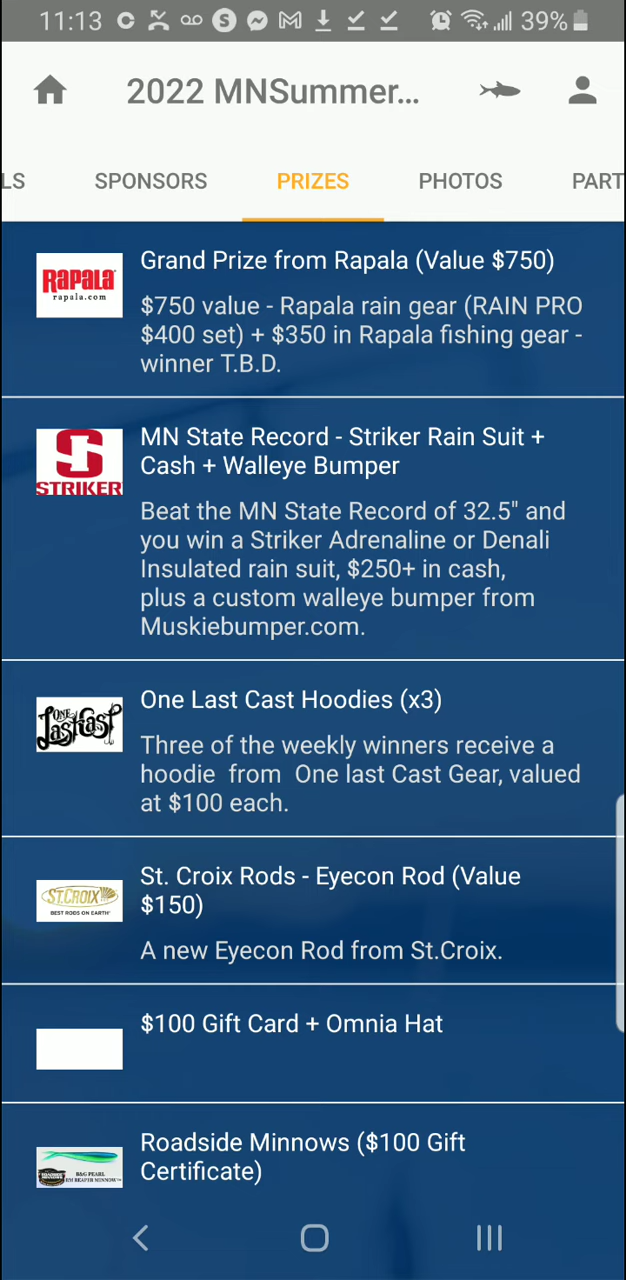 11:13
39%
2022 MNSummer...
LS SPONSORS PRIZES PHOTOS PART
Rapala
rapala.com
Grand Prize from Rapala (Value $750)
$750 value - Rapala rain gear (RAIN PRO
$400 set) + $350 in Rapala fishing gear -
winner T.B.D.
STRIKER
MN State Record - Striker Rain Suit +
Cash + Walleye Bumper
Beat the MN State Record of 32.5" and
you win a Striker Adrenaline or Denali
Insulated rain suit, $250+ in cash,
plus a custom walleye bumper from
Muskiebumper.com.
ONE
Last Cast
One Last Cast Hoodies (x3)
Three of the weekly winners receive a
hoodie from One last Cast Gear, valued
at $100 each.
ST.CROIX
BEST RODS ON EARTH
St. Croix Rods - Eyecon Rod (Value
$150)
A new Eyecon Rod from St.Croix.
$100 Gift Card + Omnia Hat
B&G PEARL
REAPER MINNOW
Roadside Minnows ($100 Gift
Certificate)